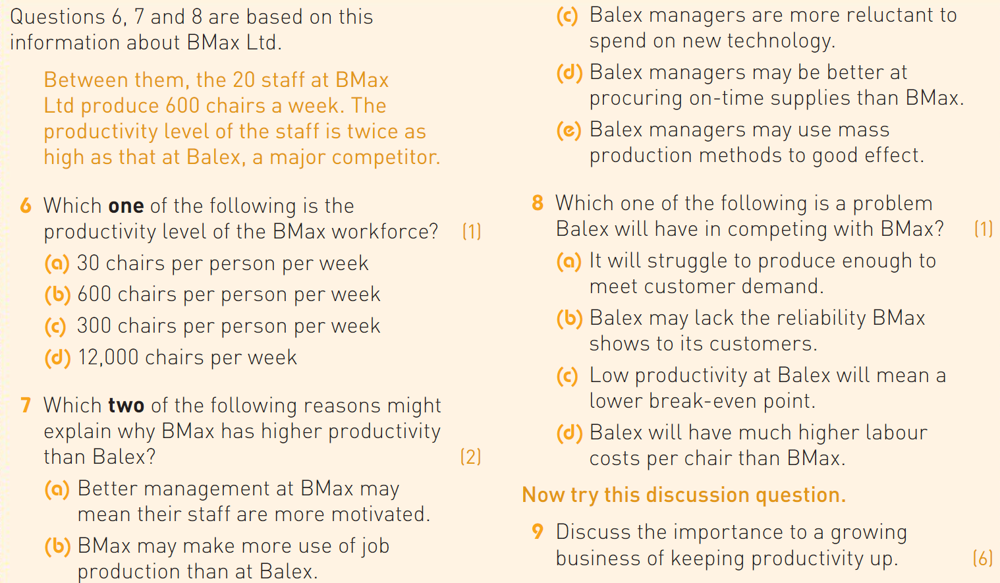 Questions 6, 7 and 8 are based on this
information about BMax Ltd.
Between them, the 20 staff at BMax
Ltd produce 600 chairs a week. The
productivity level of the staff is twice as
high as that at Balex, a major competitor.
6 Which one of the following is the
productivity level of the BMax workforce? (1)
(a) 30 chairs per person per week
(b) 600 chairs per person per week
(c) 300 chairs per person per week
(d) 12,000 chairs per week
7 Which two of the following reasons might
explain why BMax has higher productivity
than Balex? (2)
(a) Better management at BMax may
mean their staff are more motivated.
(b) BMax may make more use of job
production than at Balex.
(c) Balex managers are more reluctant to
spend on new technology.
(d) Balex managers may be better at
procuring on-time supplies than BMax.
(e) Balex managers may use mass
production methods to good effect.
8 Which one of the following is a problem
Balex will have in competing with BMax? (1)
(a) It will struggle to produce enough to
meet customer demand.
(b) Balex may lack the reliability BMax
shows to its customers.
(c) Low productivity at Balex will mean a
lower break-even point.
(d) Balex will have much higher labour
costs per chair than BMax.
Now try this discussion question.
9 Discuss the importance to a growing
business of keeping productivity up. (6)